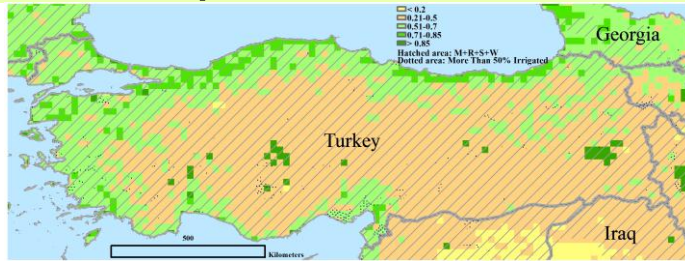 < 0.2
0.21-0.5
0.51-0.7
0.71-0.85
> 0.85
Hatched area: M+R+S+W
Dotted area: More Than 50% Irrigated
Georgia
Turkey
Iraq
500
Kilometers